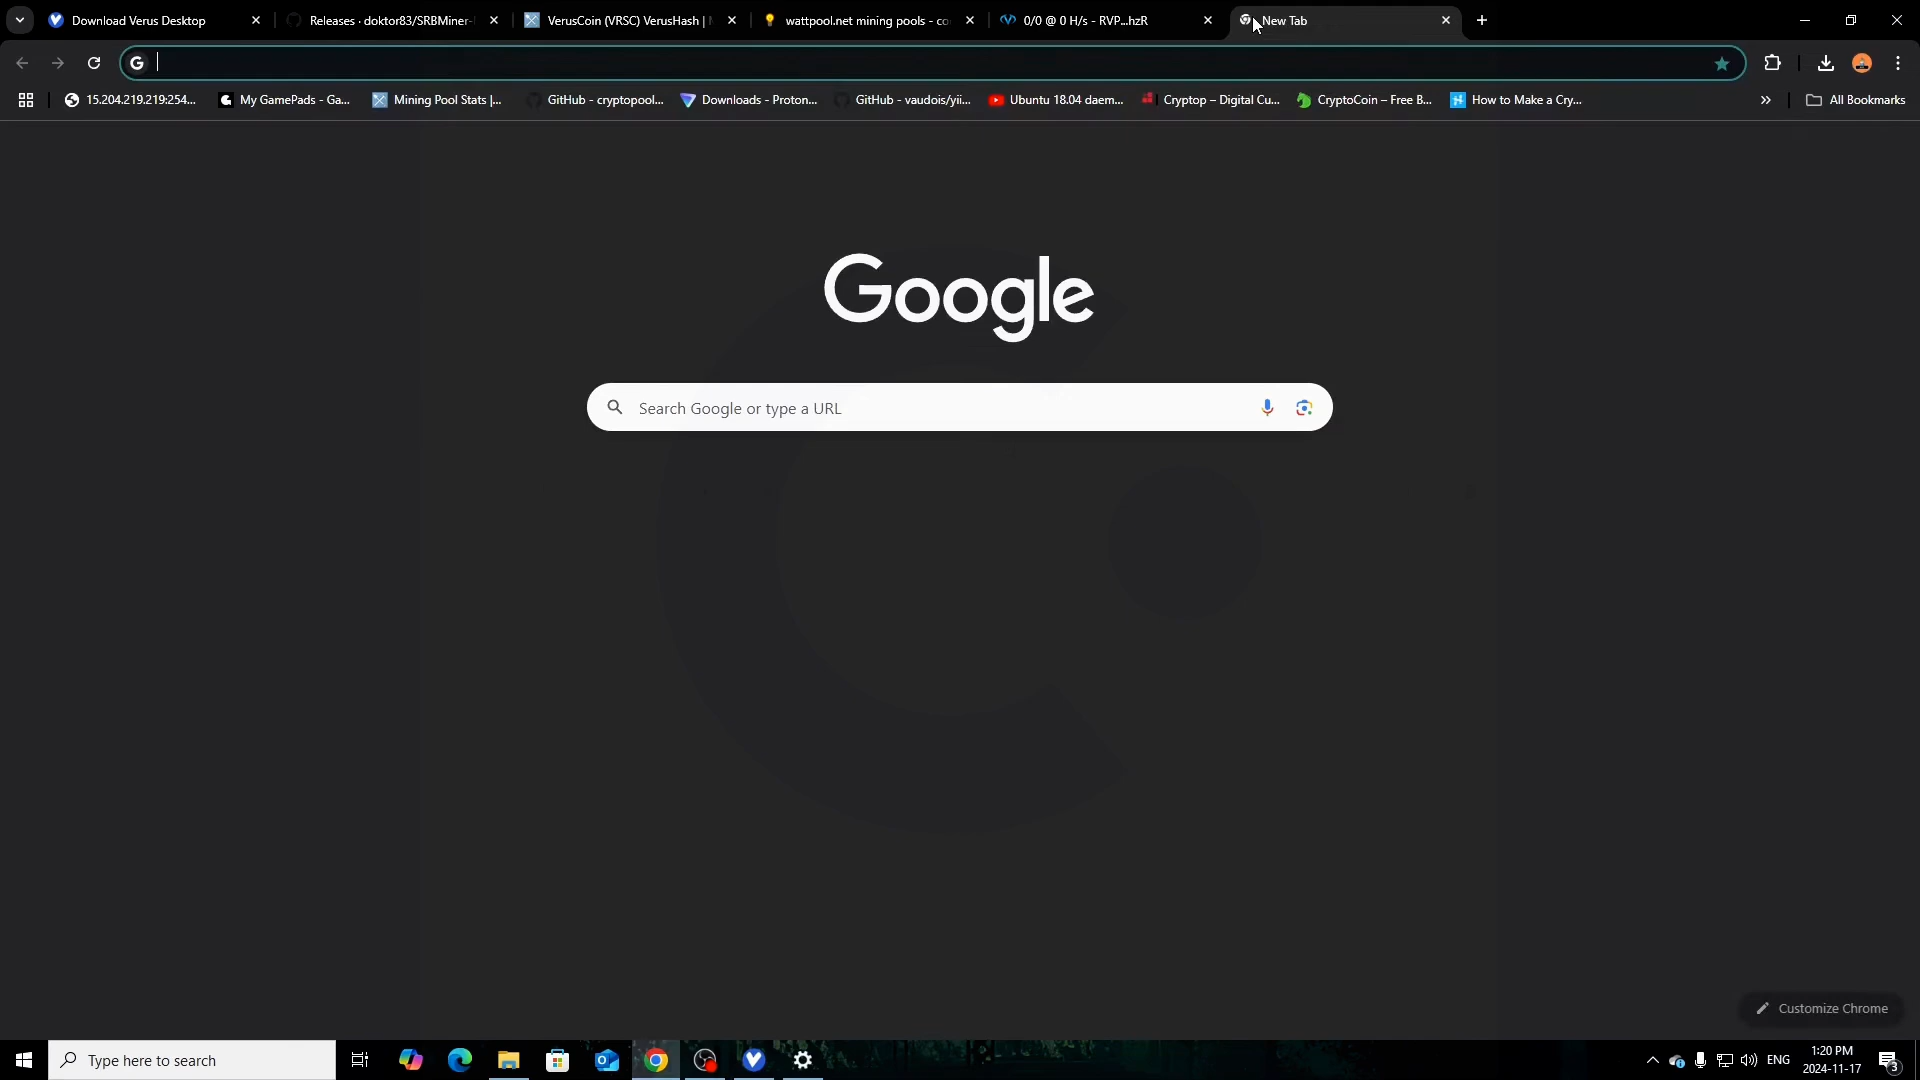 Download Verus Desktop
Releases · doktor83/SRBMiner-
VerusCoin (VRSC) VerusHash |
wattpool.net mining pools - co
0/0 @ 0 H/s - RVP...hzR
New Tab
15.204.219.219:254...
My GamePads - Ga...
Mining Pool Stats |...
GitHub - cryptopool...
Downloads - Proton...
GitHub - vaudois/yii...
Ubuntu 18.04 daem...
Cryptop – Digital Cu...
CryptoCoin – Free B...
How to Make a Cry...
All Bookmarks
Google
Search Google or type a URL
Customize Chrome
Type here to search
ENG
1:20 PM
2024-11-17
3